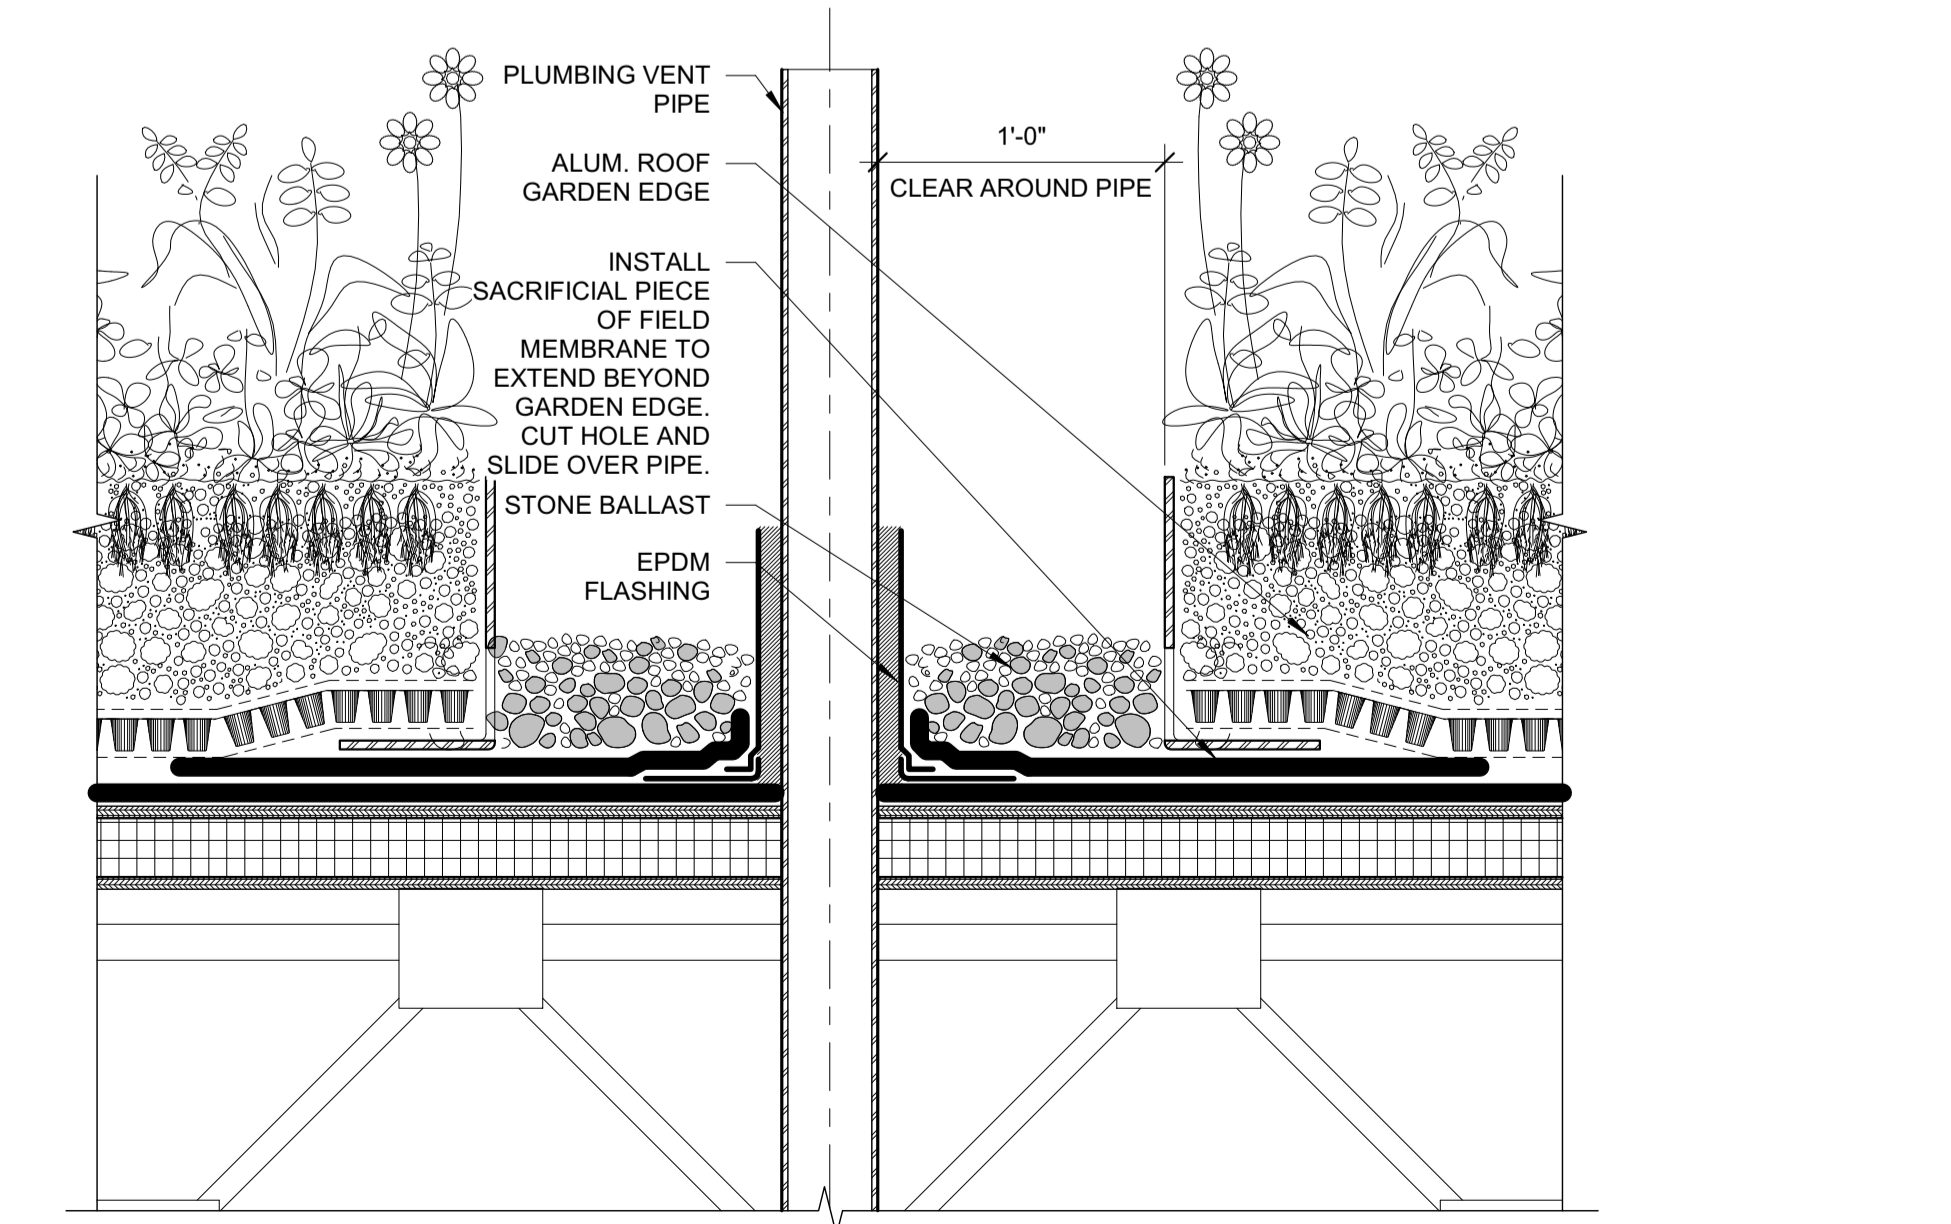 PLUMBING VENT
PIPE
ALUM. ROOF
GARDEN EDGE
1'-0"
CLEAR AROUND PIPE
INSTALL
SACRIFICIAL PIECE
OF FIELD
MEMBRANE TO
EXTEND BEYOND
GARDEN EDGE.
CUT HOLE AND
SLIDE OVER PIPE.
STONE BALLAST
EPDM
FLASHING